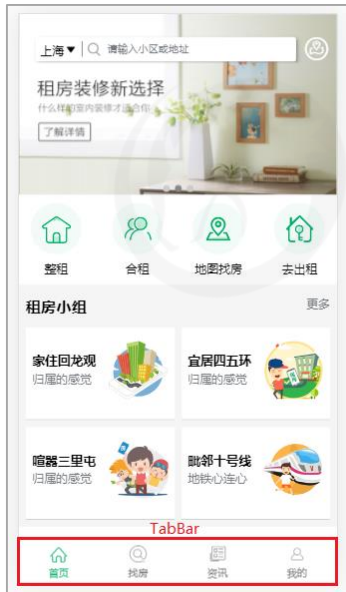 上海▼ 请输入小区或地址
租房装修新选择
什么样的室内装修才适合你
了解详情
整租 合租 地图找房 去出租
租房小组 更多
家住回龙观 宜居四五环
归属的感觉 归属的感觉
喧嚣三里屯 毗邻十号线
归属的感觉 地铁心连心
TabBar
首页 找房 资讯 我的